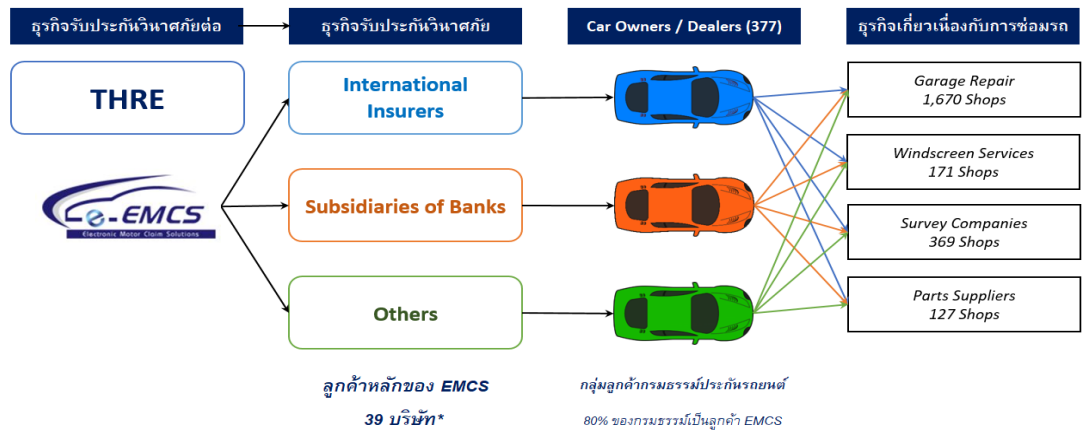 ธุรกิจรับประกันวินาศภัยต่อ
ธุรกิจรับประกันวินาศภัย
Car Owners / Dealers (377)
ธุรกิจเกี่ยวเนื่องกับการซ่อมรถ
THRE
International
Insurers
Garage Repair
1,670 Shops
Windscreen Services
171 Shops
e-EMCS
Electronic Motor Claim Solutions
Subsidiaries of Banks
Survey Companies
369 Shops
Others
Parts Suppliers
127 Shops
ลูกค้าหลักของ EMCS
39 บริษัท*
กลุ่มลูกค้ากรมธรรม์ประกันรถยนต์
80% ของกรมธรรม์เป็นลูกค้า EMCS